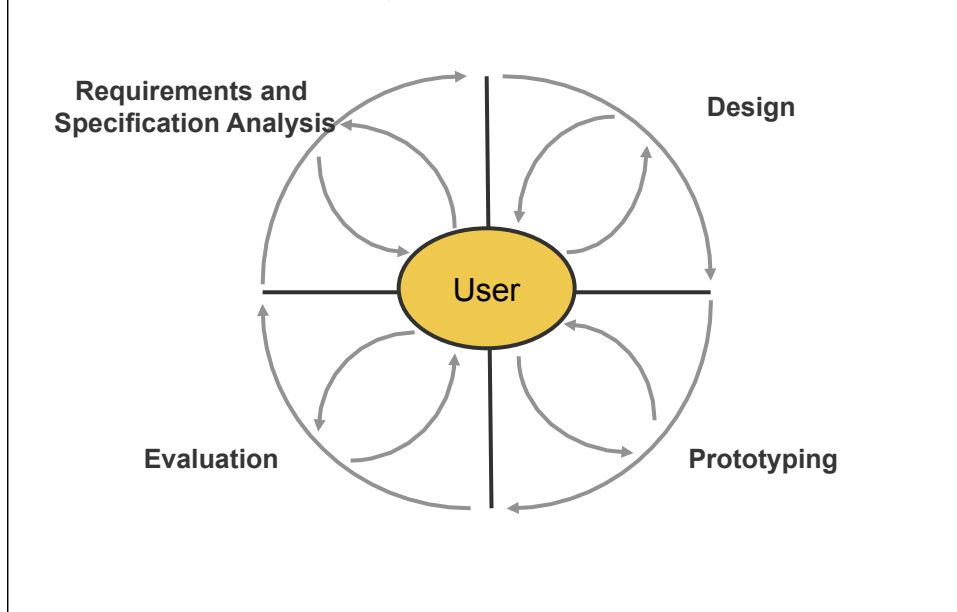 Requirements and
Specification Analysis
Design
User
Evaluation
Prototyping